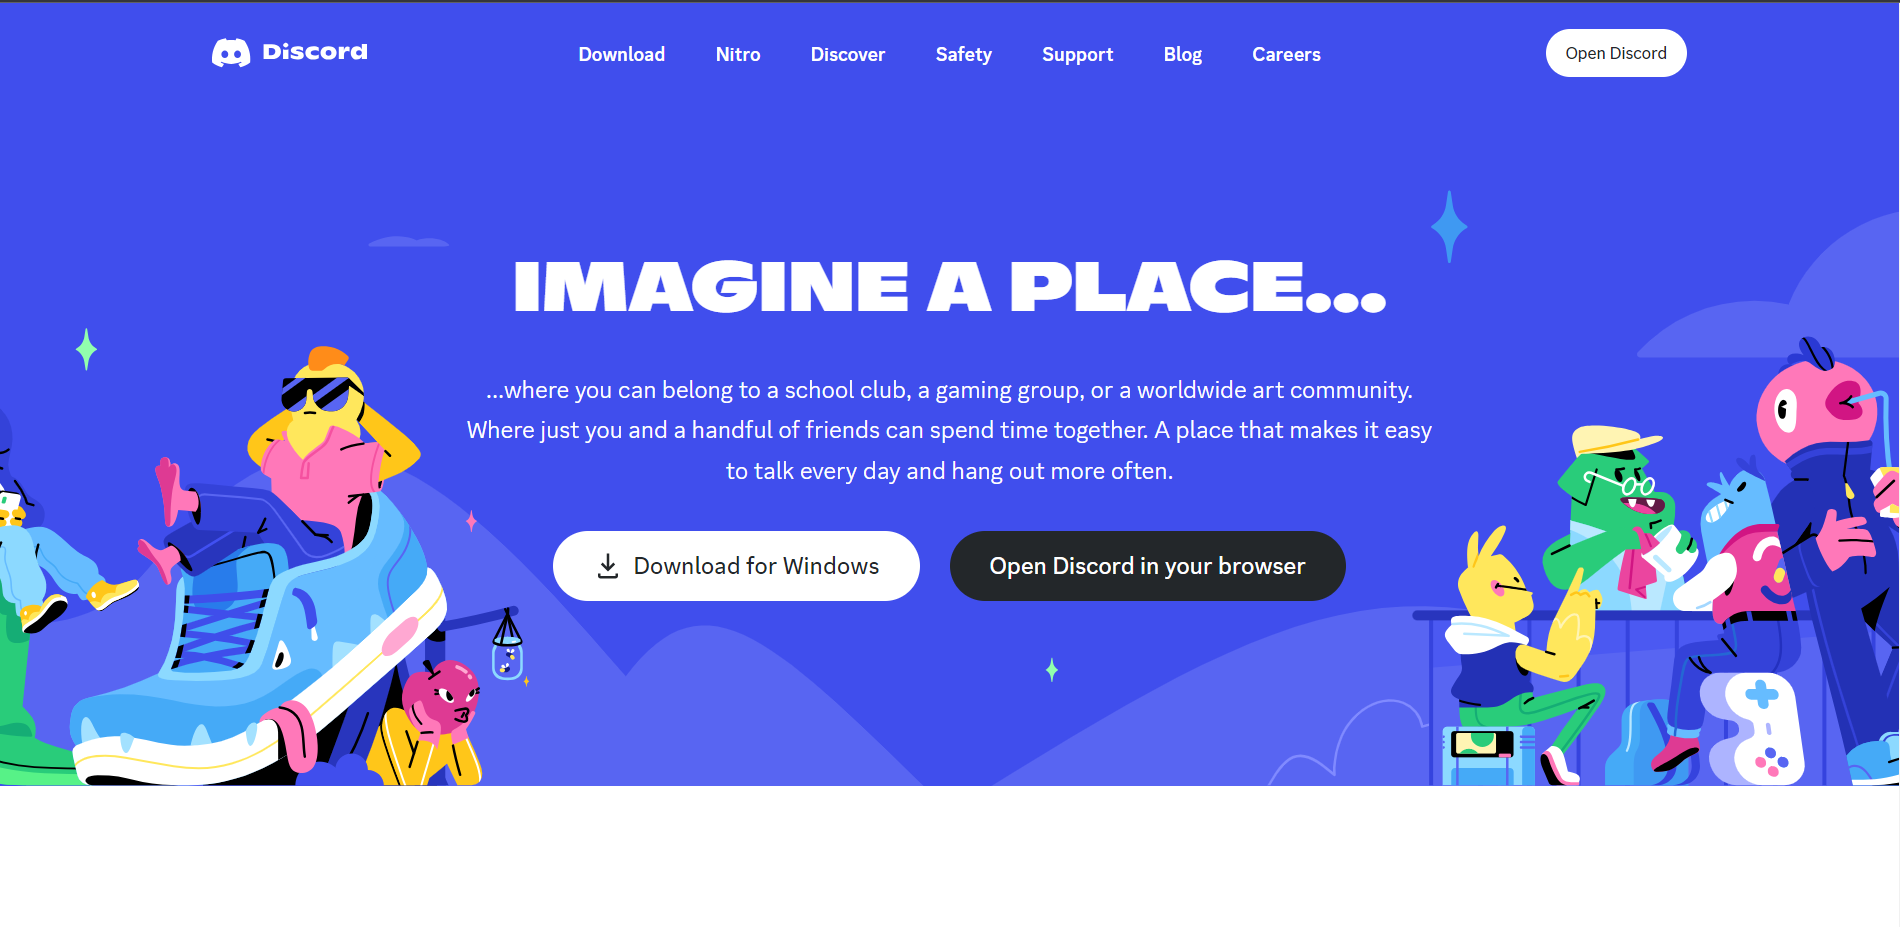 Discord
Download Nitro Discover Safety Support Blog Careers
Open Discord
IMAGINE A PLACE...
...where you can belong to a school club, a gaming group, or a worldwide art community.
Where just you and a handful of friends can spend time together. A place that makes it easy
to talk every day and hang out more often.
Download for Windows
Open Discord in your browser